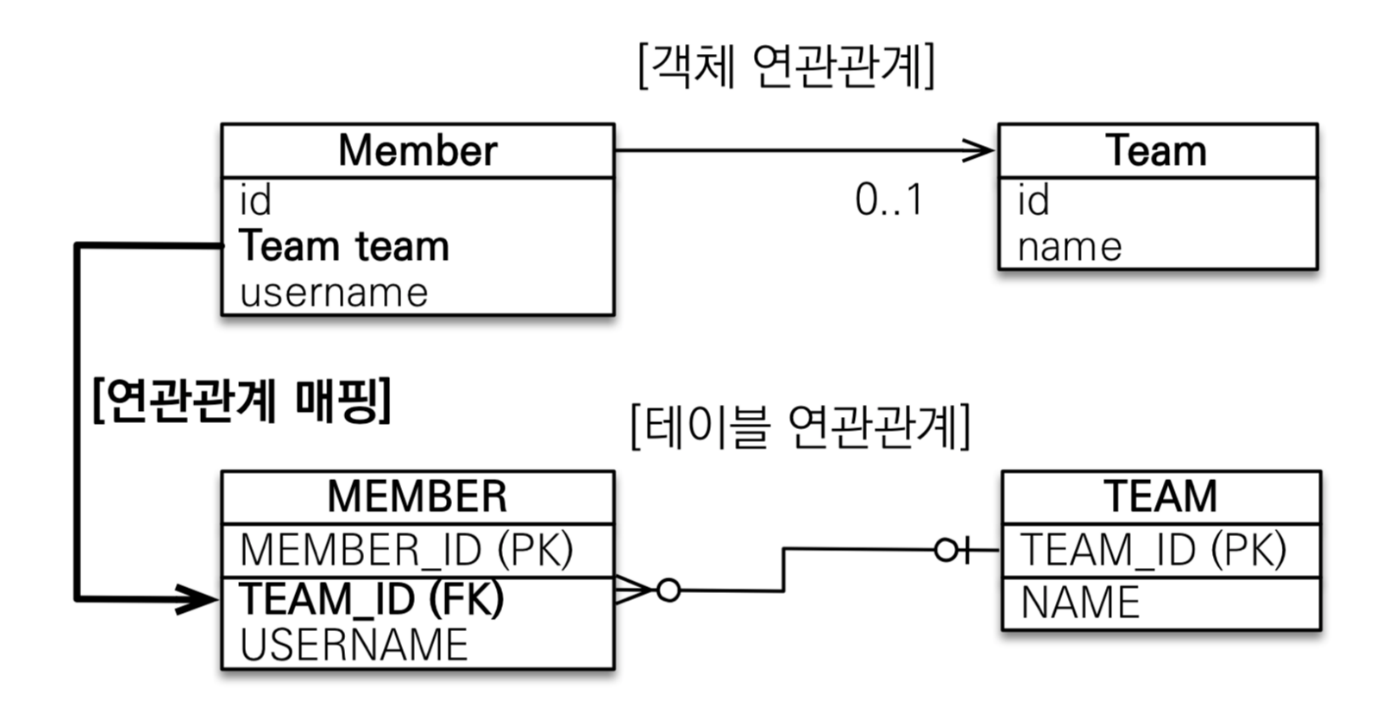 [객체 연관관계]
Member
id
Team team
username
0..1
Team
id
name
[연관관계 매핑]
[테이블 연관관계]
MEMBER
MEMBER_ID (PK)
TEAM_ID (FK)
USERNAME
TEAM
TEAM_ID (PK)
NAME